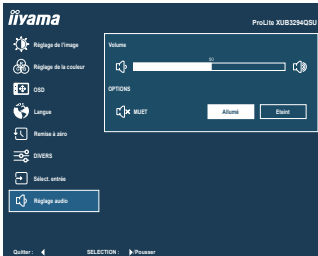 iiyama
ProLite XUB3294QSU
Réglage de l'image
Réglage de la couleur
OSD
Langue
Remise à zéro
DIVERS
Sélect. entrée
Réglage audio
Volume
50
OPTIONS
MUET
Allumé
Eteint
Quitter :
SELECTION :
/Pousser